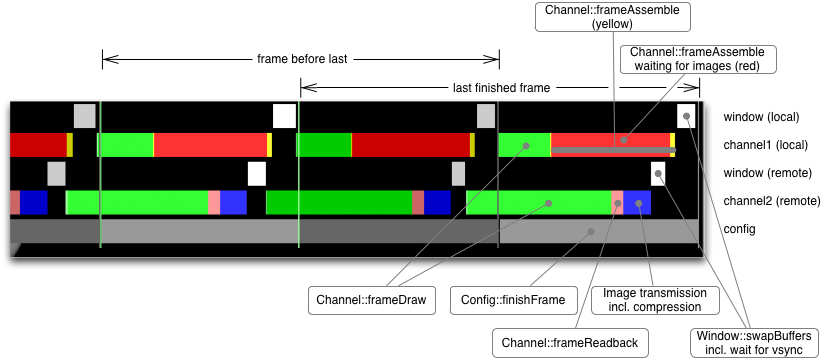 Channel::frameAssemble
(yellow)
Channel::frameAssemble
waiting for images (red)
frame before last
last finished frame
window (local)
channel1 (local)
window (remote)
channel2 (remote)
config
Channel::frameDraw
Config::finishFrame
Image transmission
incl. compression
Channel::frameReadback
Window::swapBuffers
incl. wait for vsync